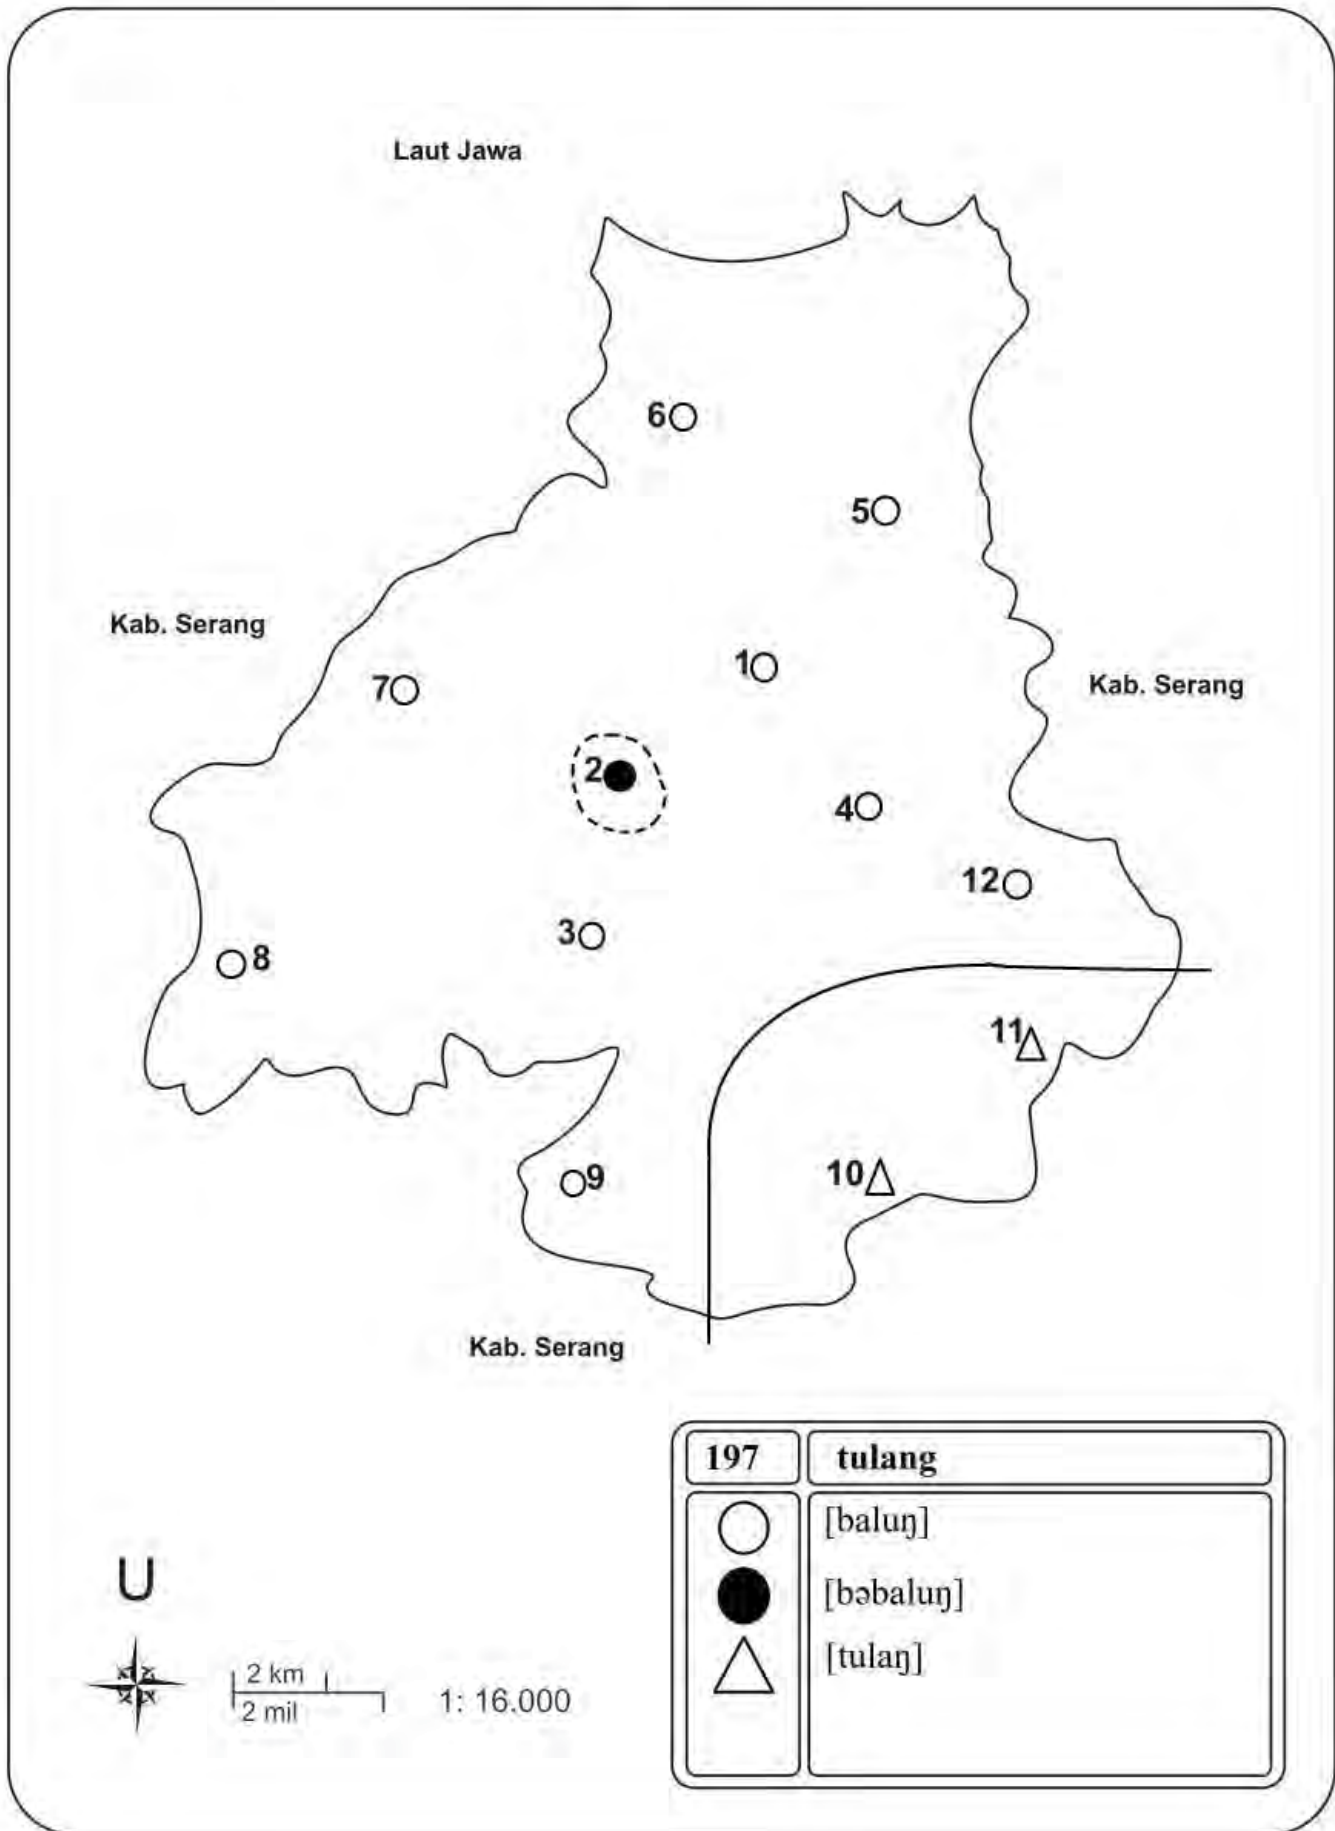 Laut Jawa
6
5
Kab. Serang
1
7
Kab. Serang
2
4
12
3
8
11
10
9
Kab. Serang
197 tulang
[baluŋ]
[bəbaluŋ]
[tulaŋ]
U
2 km
2 mil
1: 16.000